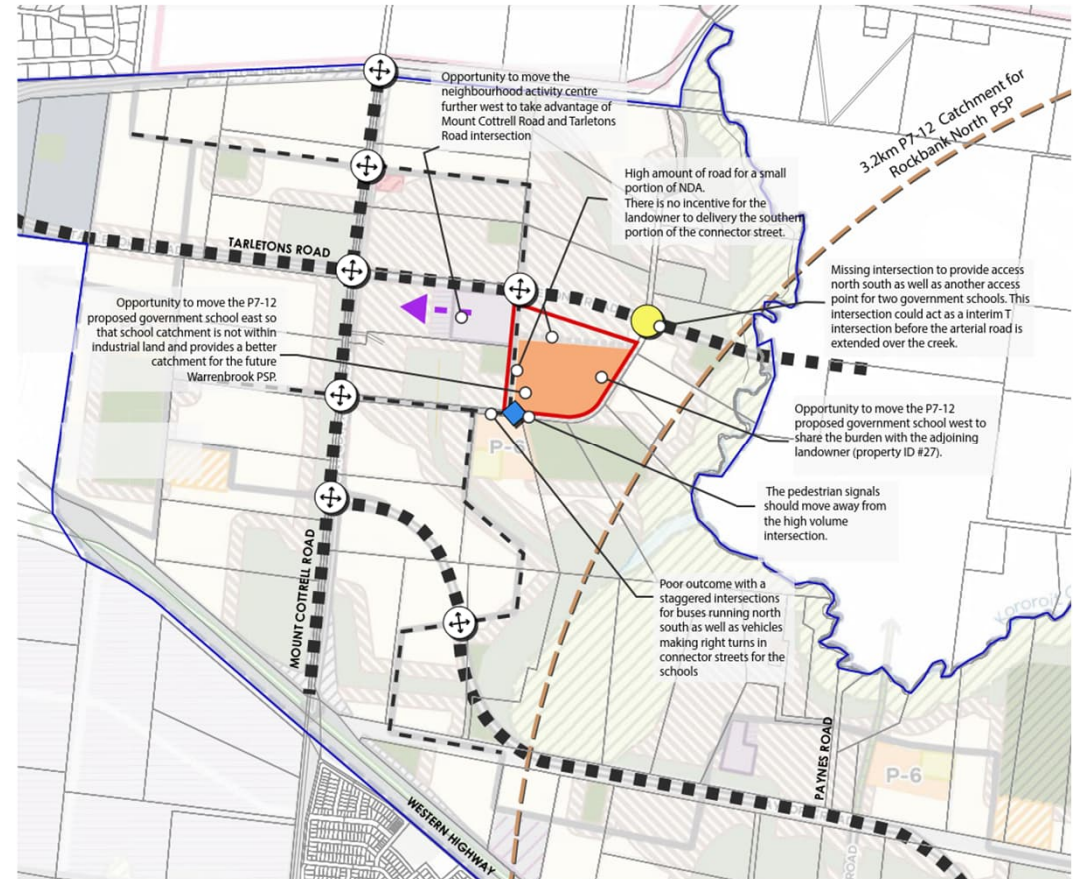 Opportunity to move the
neighbourhood activity centre
further west to take advantage of
Mount Cottrell Road and Tarletons
Road intersection
3.2km P7-12 Catchment for
Rockbank North PSP
High amount of road for a small
portion of NDA.
There is no incentive for the
landowner to delivery the southern
portion of the connector street.
TARLETONS ROAD
Missing intersection to provide access
north south as well as another access
point for two government schools. This
intersection could act as a interim T
intersection before the arterial road is
extended over the creek.
Opportunity to move the P7-12
proposed government school east so
that school catchment is not within
industrial land and provides a better
catchment for the future
Warrenbrook PSP.
Opportunity to move the P7-12
proposed government school west to
share the burden with the adjoining
landowner (property ID #27).
P-6
The pedestrian signals
should move away from
the high volume
intersection.
MOUNT COTTRELL ROAD
Poor outcome with a
staggered intersections
for buses running north
south as well as vehicles
making right turns in
connector streets for the
schools
PAYNES ROAD
P-6
WESTERN HIGHWAY
ROAD